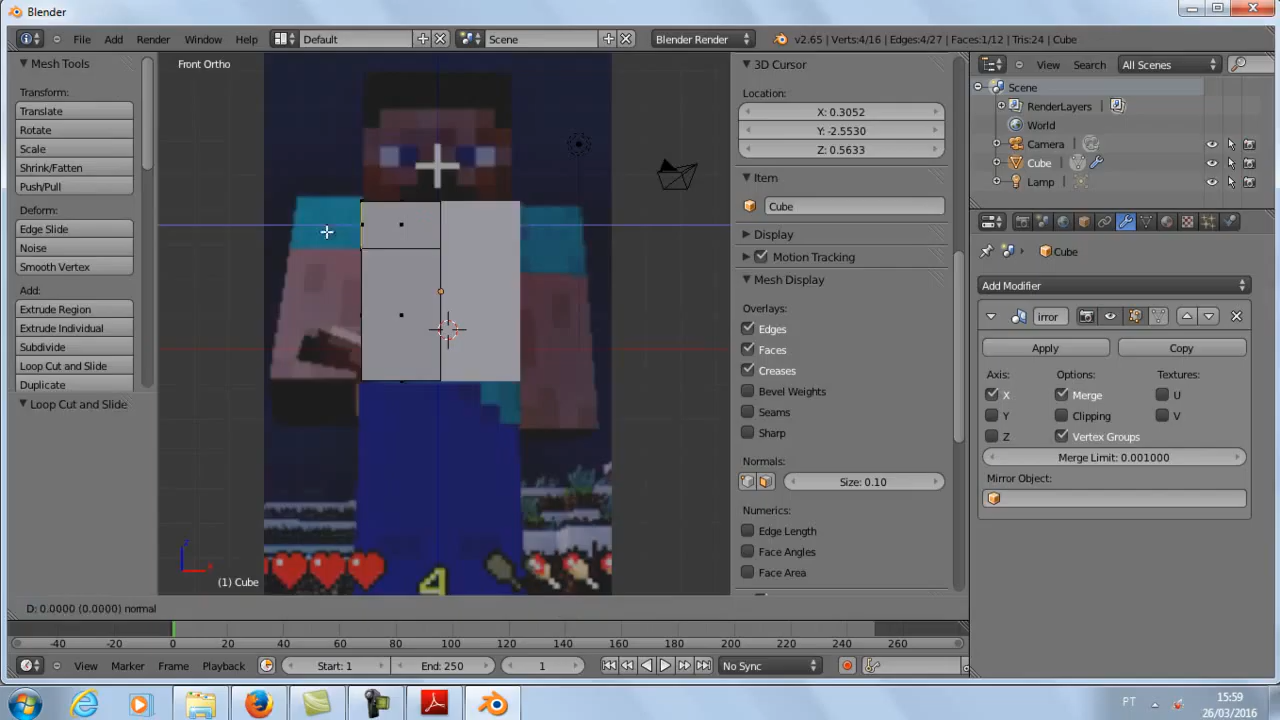 Blender
File Add Render Window Help Default Scene Blender Render v2.65 | Verts:4/16 | Edges:4/27 | Faces:1/12 | Tris:24 | Cube
Mesh Tools
Transform:
Translate
Rotate
Scale
Shrink/Fatten
Push/Pull
Deform:
Edge Slide
Noise
Smooth Vertex
Add:
Extrude Region
Extrude Individual
Subdivide
Loop Cut and Slide
Duplicate
Loop Cut and Slide
Front Ortho
4
z
x
(1) Cube
D: 0.0000 (0.0000) normal
3D Cursor
Location:
X: 0.3052
Y: -2.5530
Z: 0.5633
Item
Cube
Display
Motion Tracking
Mesh Display
Overlays:
Edges
Faces
Creases
Bevel Weights
Seams
Sharp
Normals:
Size: 0.10
Numerics:
Edge Length
Face Angles
Face Area
View Search All Scenes
Scene
RenderLayers
World
Camera
Cube
Lamp
Cube
Add Modifier
irror
Apply Copy
Axis: Options: Textures:
X Merge U
Y Clipping V
Z Vertex Groups
Merge Limit: 0.001000
Mirror Object:
-40 -20 0 20 40 60 80 100 120 140 160 180 200 220 240 260
View Marker Frame Playback Start: 1 End: 250 1 No Sync
PT 15:59
26/03/2016